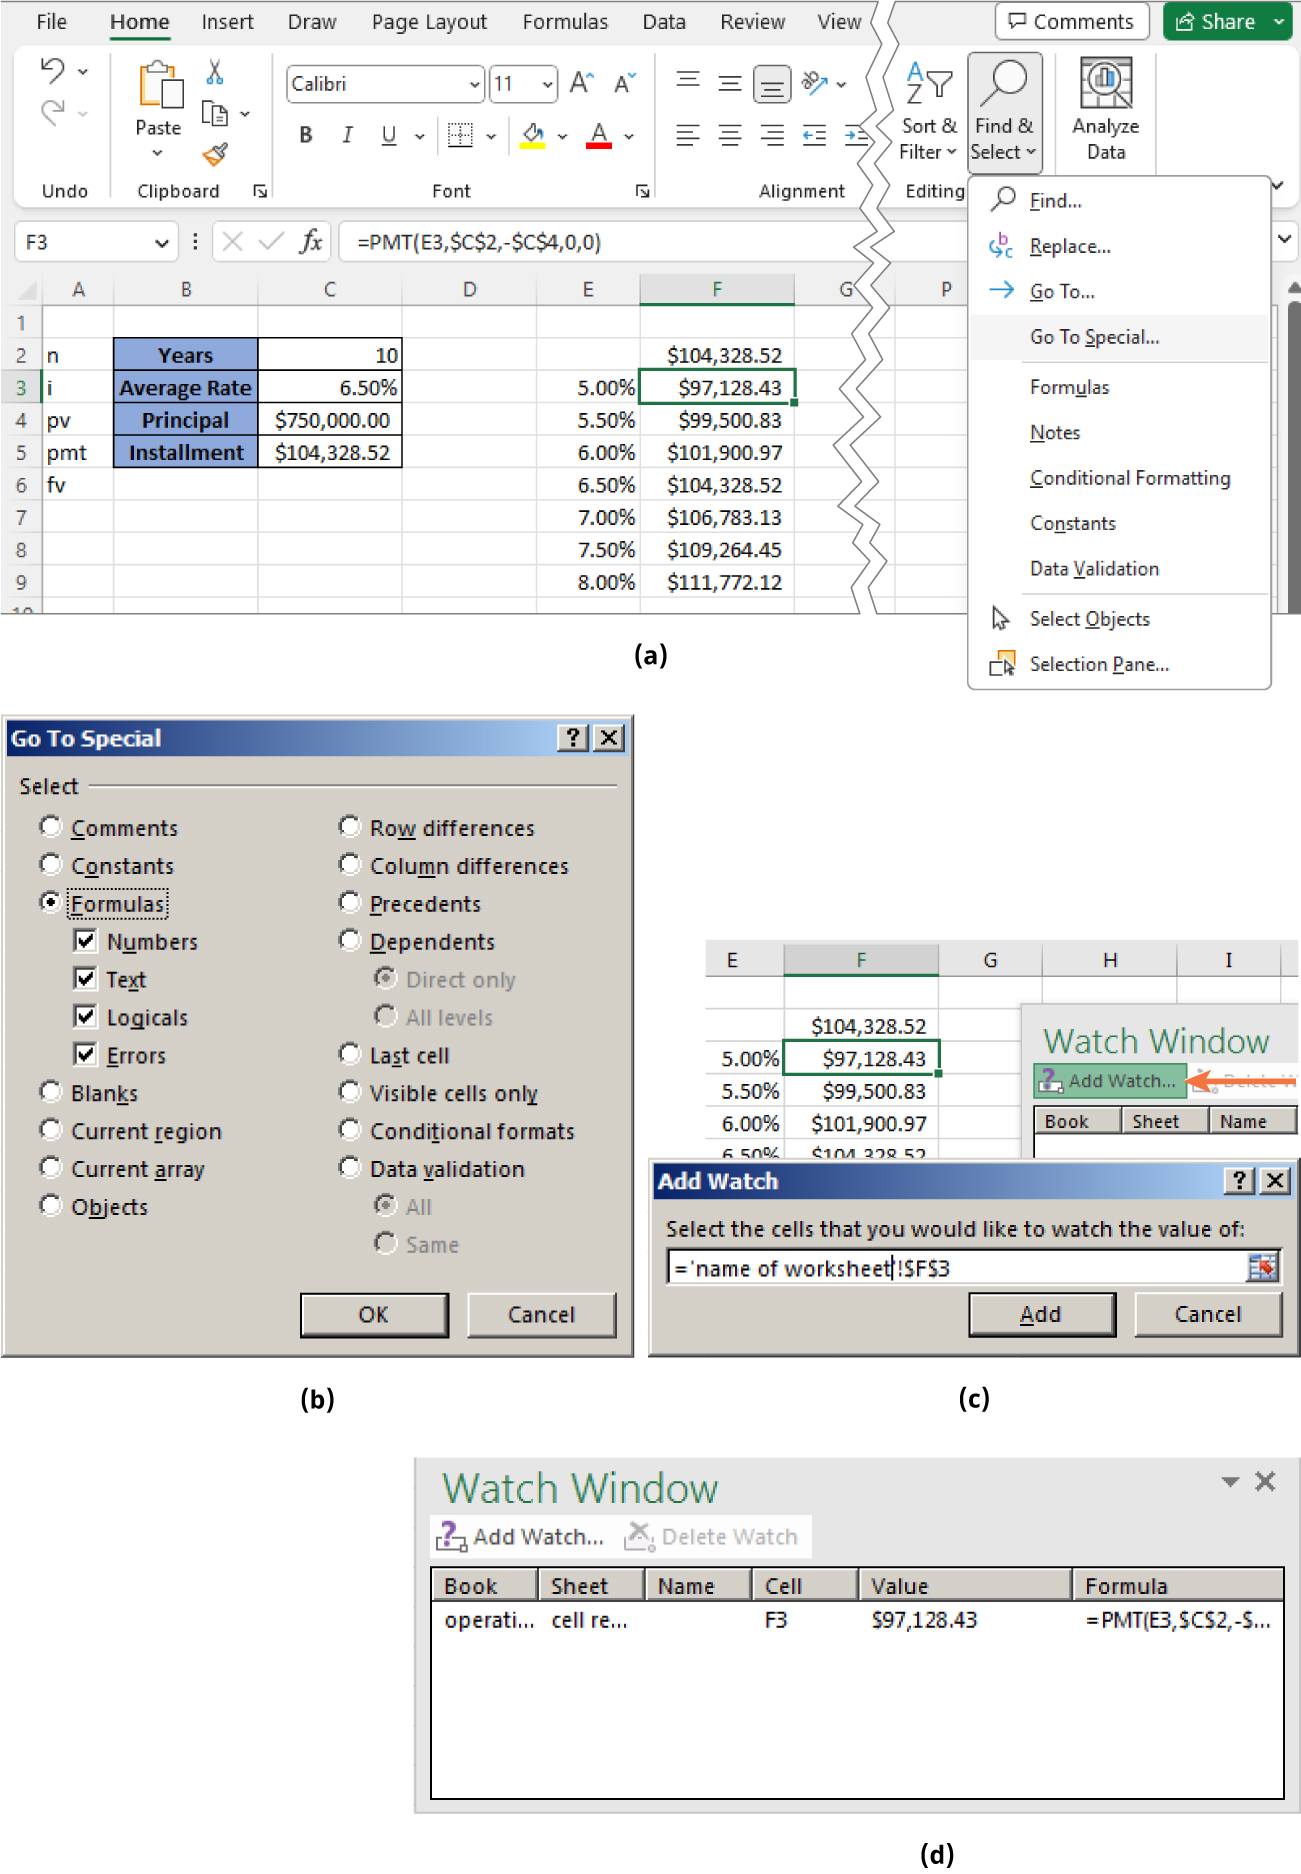 File Home Insert Draw Page Layout Formulas Data Review View Comments Share
Calibri 11
Paste
B I U A
Sort & Filter
Find & Select
Analyze Data
Undo Clipboard Font Alignment Editing
F3 fx =PMT(E3,$C$2,-$C$4,0,0)
A B C D E F G P
1
2 n Years 10 $104,328.52
3 i Average Rate 6.50% 5.00% $97,128.43
4 pv Principal $750,000.00 5.50% $99,500.83
5 pmt Installment $104,328.52 6.00% $101,900.97
6 fv 6.50% $104,328.52
7 7.00% $106,783.13
8 7.50% $109,264.45
9 8.00% $111,772.12
10
Find...
Replace...
Go To...
Go To Special...
Formulas
Notes
Conditional Formatting
Constants
Data Validation
Select Objects
Selection Pane...
(a)
Go To Special
Select
Comments
Constants
Formulas
Numbers
Text
Logicals
Errors
Blanks
Current region
Current array
Objects
Row differences
Column differences
Precedents
Dependents
Direct only
All levels
Last cell
Visible cells only
Conditional formats
Data validation
All
Same
OK Cancel
(b)
E F G H I
$104,328.52
5.00% $97,128.43
5.50% $99,500.83
6.00% $101,900.97
6.50% $104,328.52
Watch Window
Add Watch... Delete W
Book Sheet Name
Add Watch
Select the cells that you would like to watch the value of:
='name of worksheet'!$F$3
Add Cancel
(c)
Watch Window
Add Watch... Delete Watch
Book Sheet Name Cell Value Formula
operati... cell re... F3 $97,128.43 =PMT(E3,$C$2,-$...
(d)